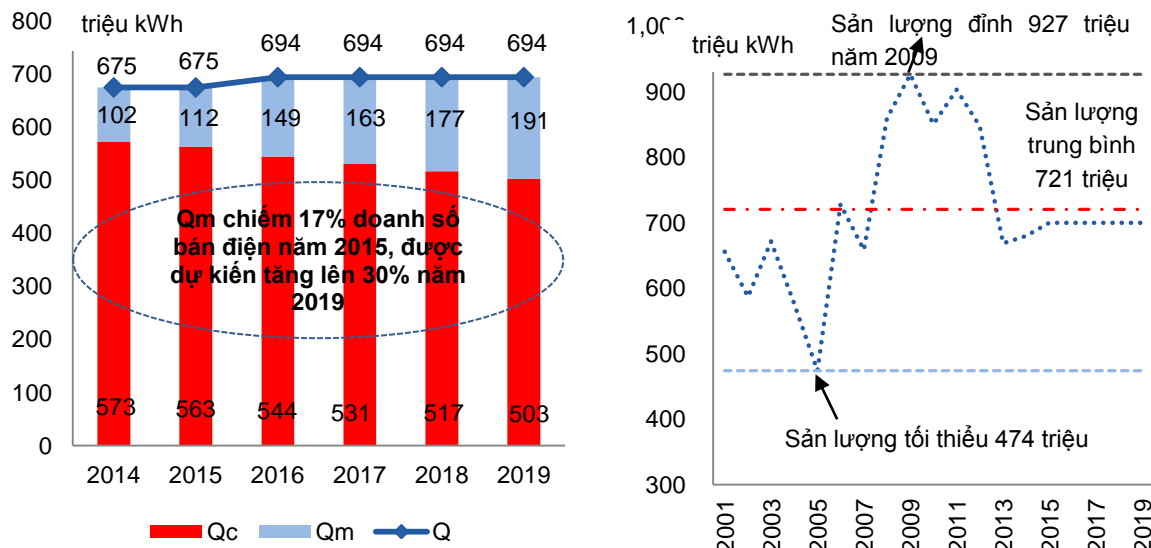 triệu kWh
800
700
600
500
400
300
200
100
0
675 675 694 694 694 694
102 112 149 163 177 191
Qm chiếm 17% doanh số
bán điện năm 2015, được
dự kiến tăng lên 30% năm
2019
573 563 544 531 517 503
2014 2015 2016 2017 2018 2019
Qc Qm Q
triệu kWh
Sản lượng đỉnh 927 triệu
năm 2009
900
800
700
600
500
400
300
Sản lượng
trung bình
721 triệu
Sản lượng tối thiểu 474 triệu
2001
2003
2005
2007
2009
2011
2013
2015
2017
2019